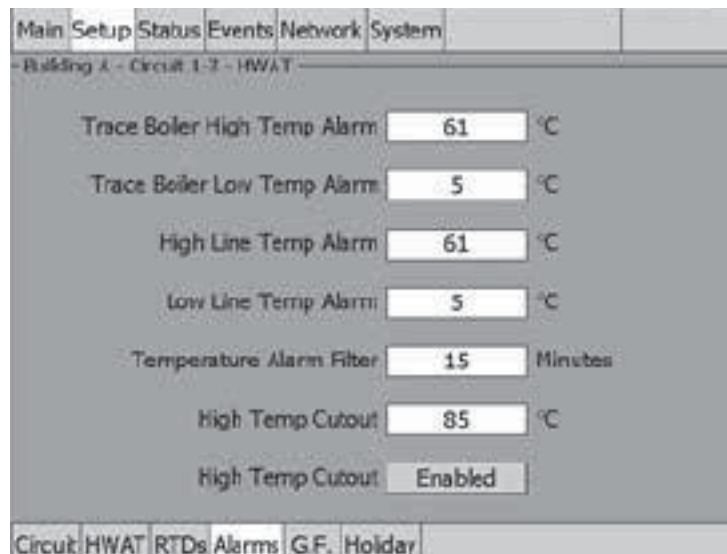 Main Setup Status Events Network System
Building A - Circuit 1-2 - HWAT
Trace Boiler High Temp Alarm 61 °C
Trace Boiler Low Temp Alarm 5 °C
High Line Temp Alarm 61 °C
Low Line Temp Alarm 5 °C
Temperature Alarm Filter 15 Minutes
High Temp Cutout 85 °C
High Temp Cutout Enabled
Circuit HWAT RTDs Alarms G.F. Holiday